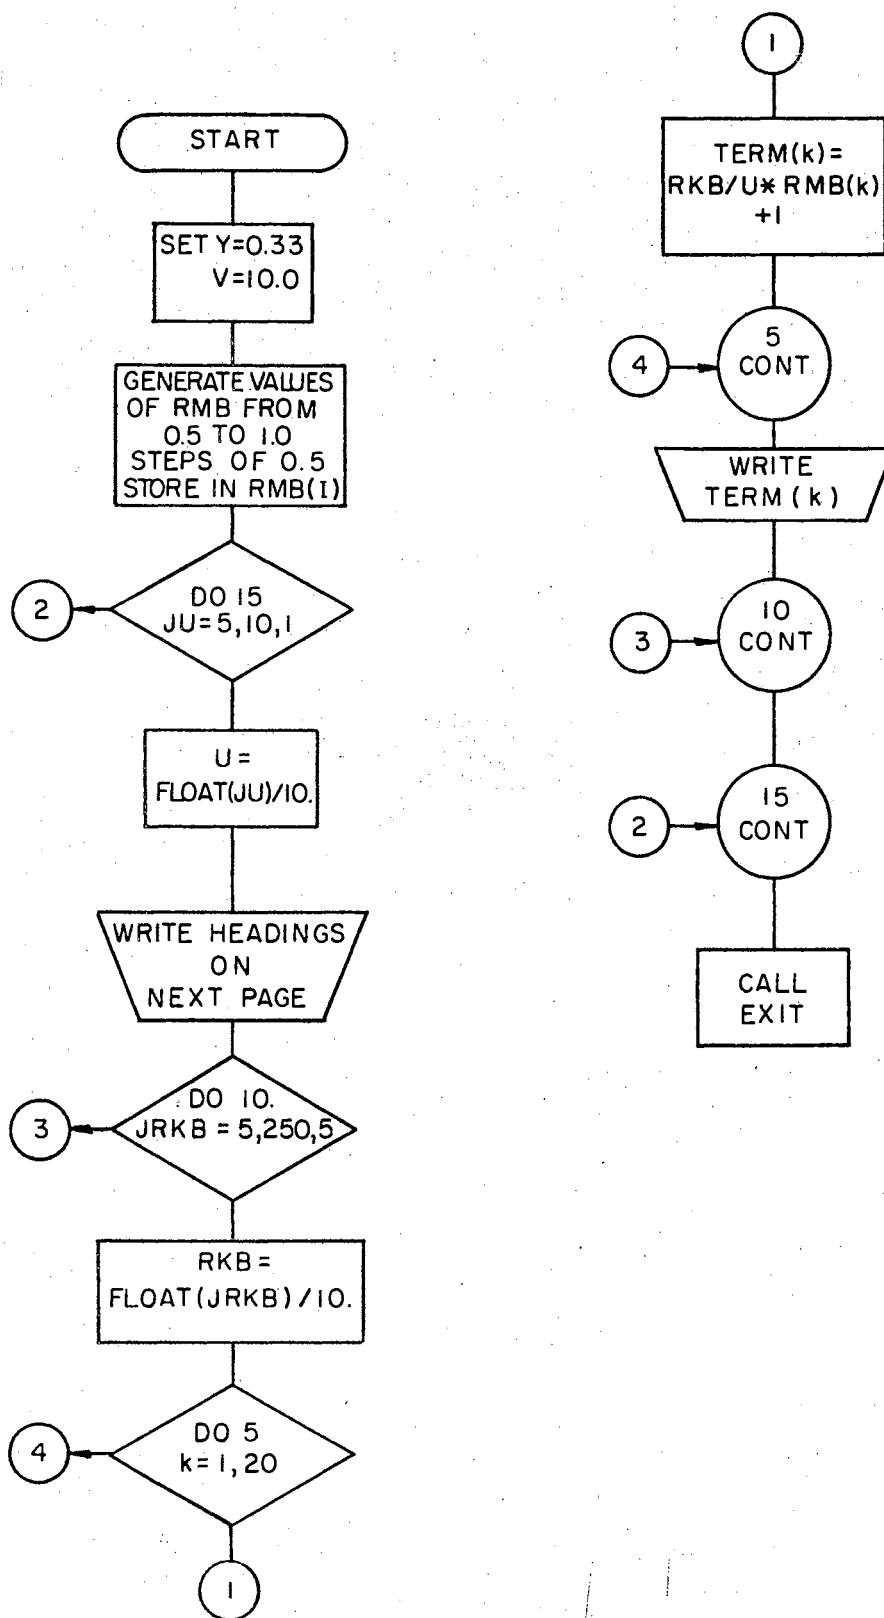 START
SET Y=0.33
V=10.0
GENERATE VALUES
OF RMB FROM
0.5 TO 1.0
STEPS OF 0.5
STORE IN RMB(I)
DO 15
JU=5,10,1
2
U=
FLOAT(JU)/10.
WRITE HEADINGS
ON
NEXT PAGE
DO 10.
JRKB = 5,250,5
3
RKB=
FLOAT(JRKB)/10.
DO 5
k=1,20
4
1
1
TERM(k)=
RKB/U* RMB(k)
+1
5
CONT
4
WRITE
TERM(k)
10
CONT
3
15
CONT
2
CALL
EXIT